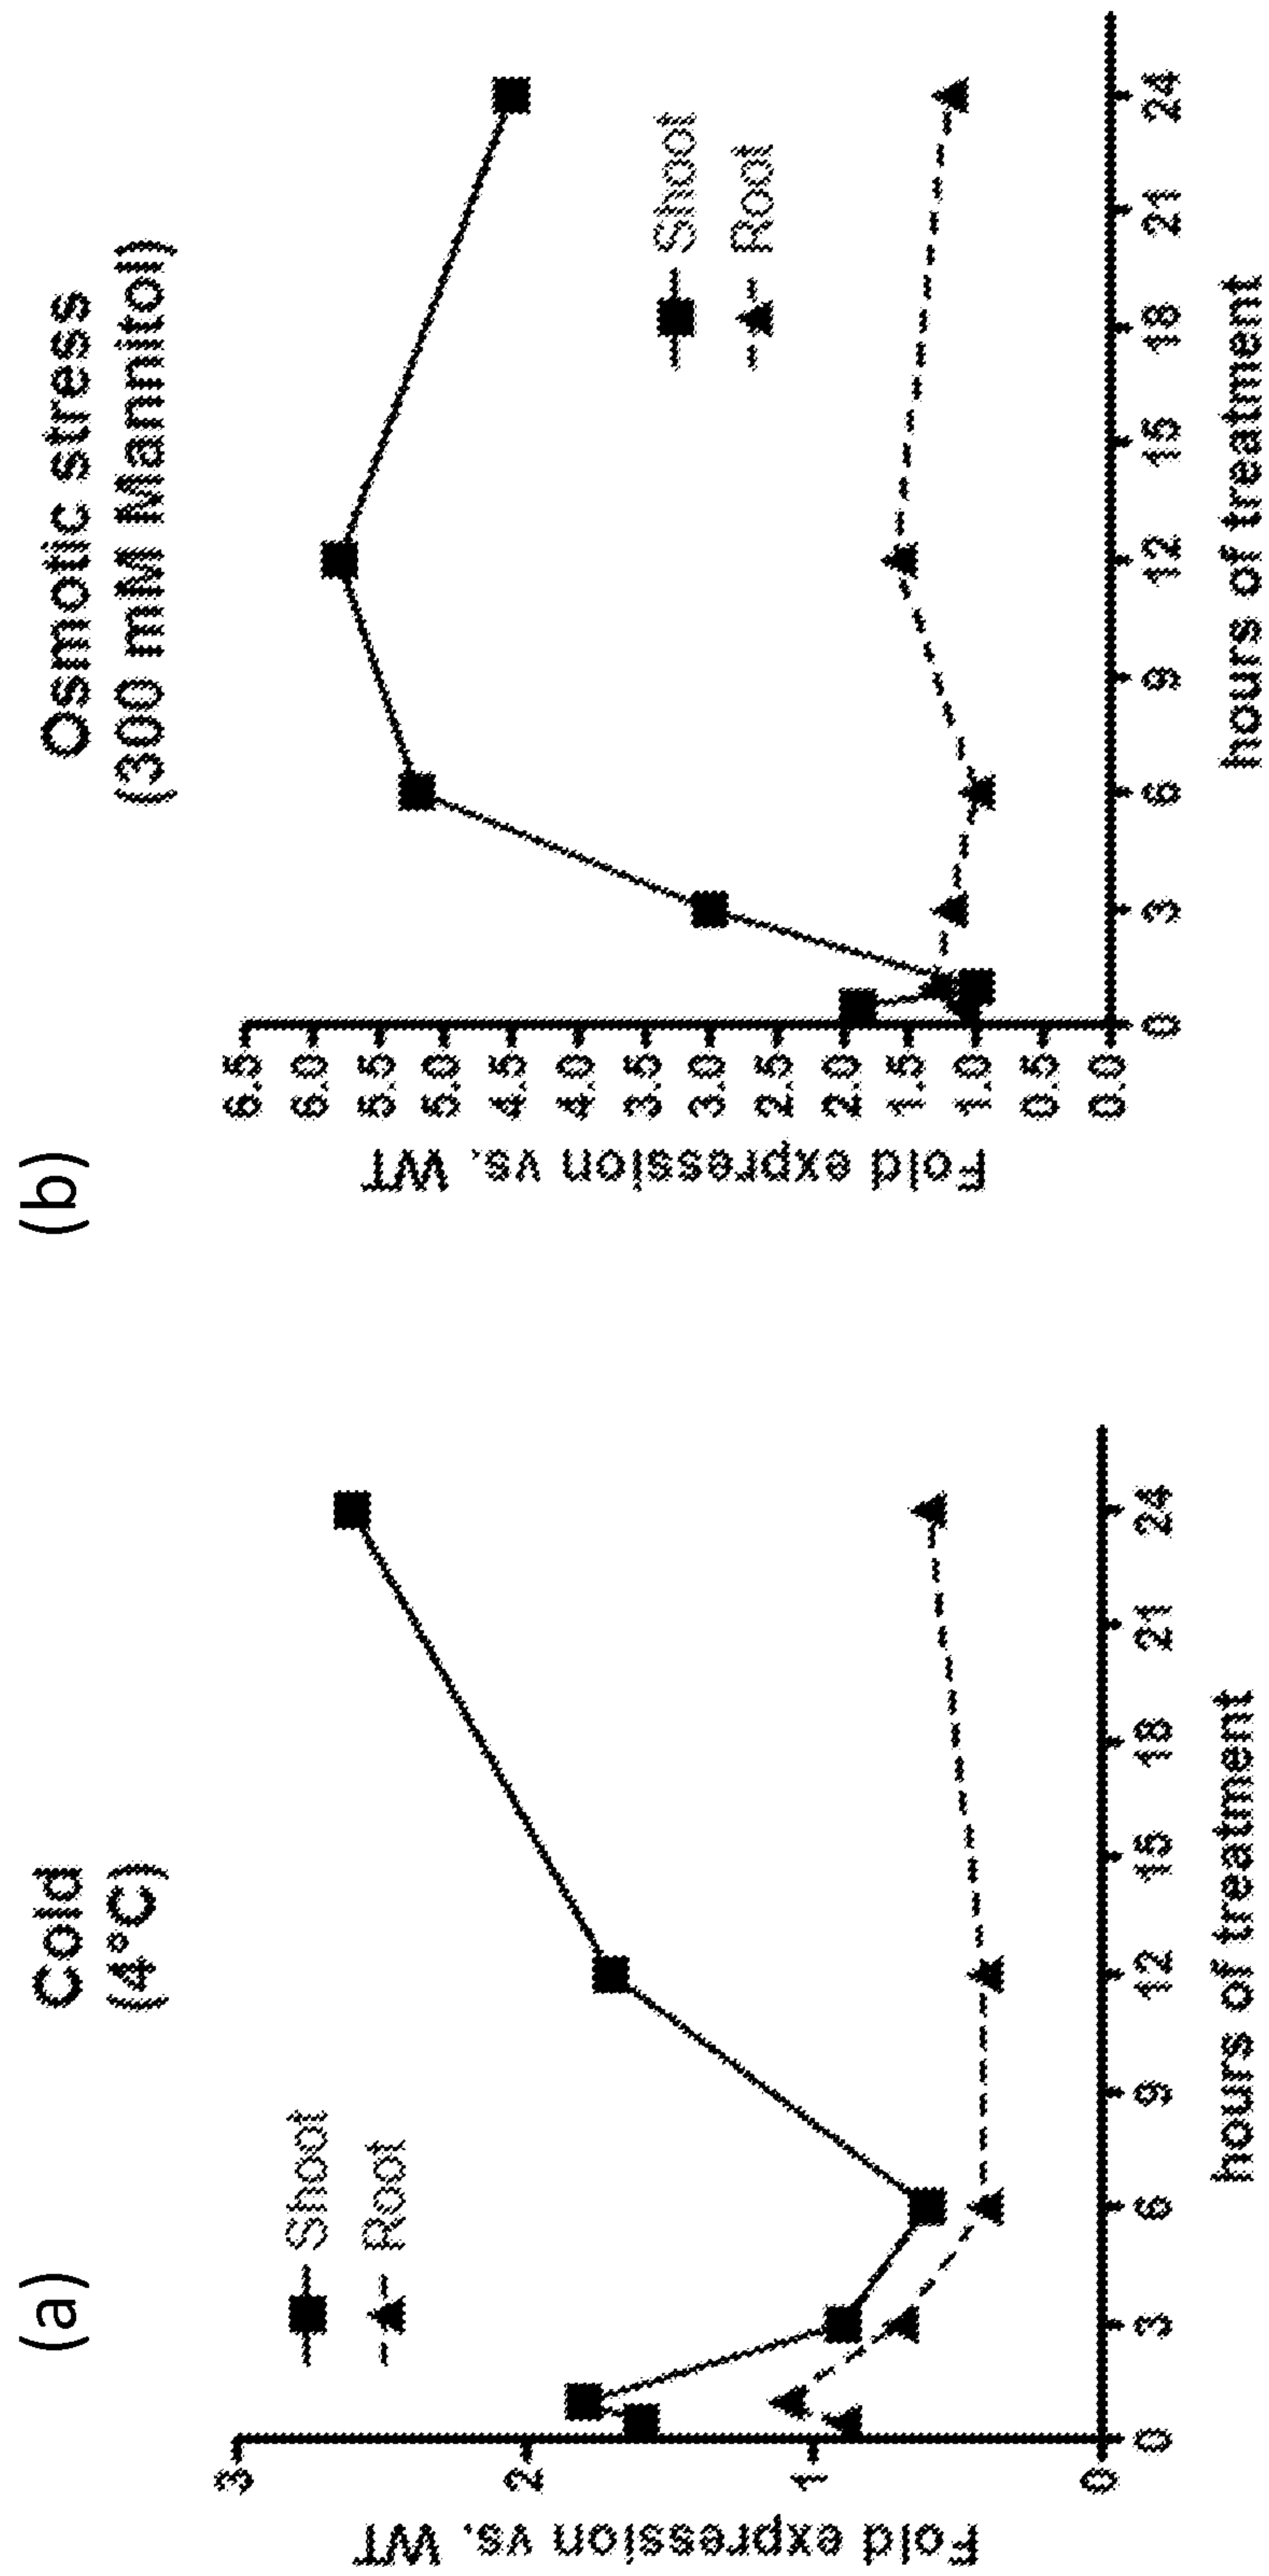 (a)
Cold
(4°C)
Shoot
Root
Fold expression vs. WT
3
2
1
0
0 3 6 9 12 15 18 21 24
hours of treatment
(b)
Osmotic stress
(300 mM Mannitol)
Shoot
Root
Fold expression vs. WT
6.5
6.0
5.5
5.0
4.5
4.0
3.5
3.0
2.5
2.0
1.5
1.0
0.5
0.0
0 3 6 9 12 15 18 21 24
hours of treatment